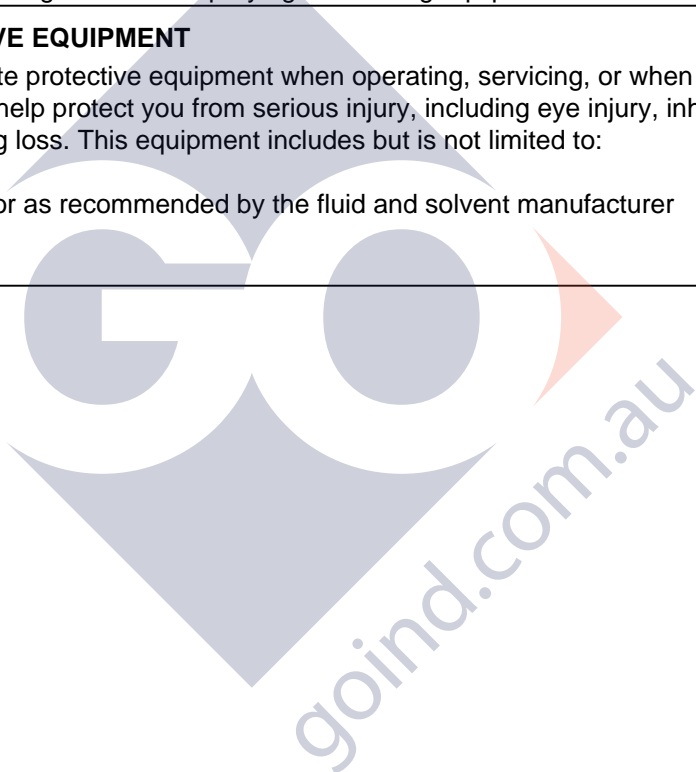 VE EQUIPMENT
te protective equipment when operating, servicing, or when
help protect you from serious injury, including eye injury, inh
g loss. This equipment includes but is not limited to:
or as recommended by the fluid and solvent manufacturer
GO
goind.com.au